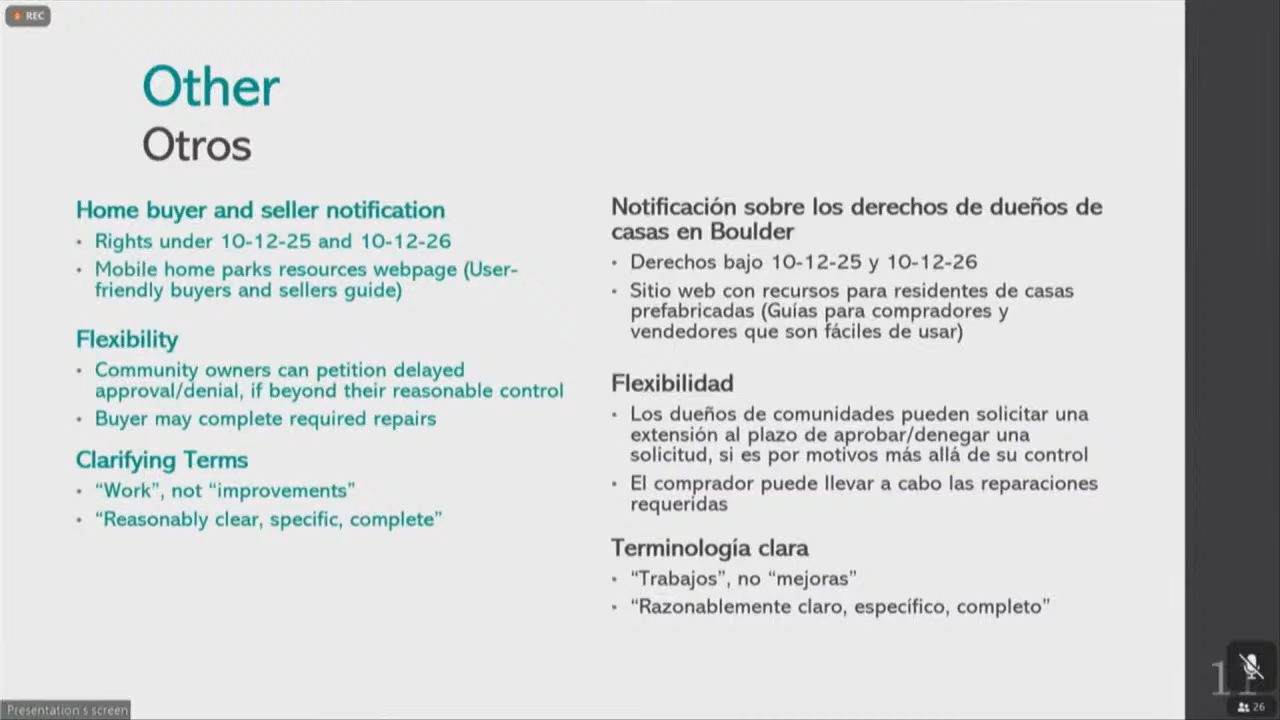 REC
Other
Otros
Home buyer and seller notification
• Rights under 10-12-25 and 10-12-26
• Mobile home parks resources webpage (User-
friendly buyers and sellers guide)
Flexibility
• Community owners can petition delayed
approval/denial, if beyond their reasonable control
• Buyer may complete required repairs
Clarifying Terms
• “Work”, not “improvements”
• “Reasonably clear, specific, complete”
Notificación sobre los derechos de dueños de
casas en Boulder
• Derechos bajo 10-12-25 y 10-12-26
• Sitio web con recursos para residentes de casas
prefabricadas (Guías para compradores y
vendedores que son fáciles de usar)
Flexibilidad
• Los dueños de comunidades pueden solicitar una
extensión al plazo de aprobar/denegar una
solicitud, si es por motivos más allá de su control
• El comprador puede llevar a cabo las reparaciones
requeridas
Terminología clara
• “Trabajos”, no “mejoras”
• “Razonablemente claro, específico, completo”
Presentation's screen
26